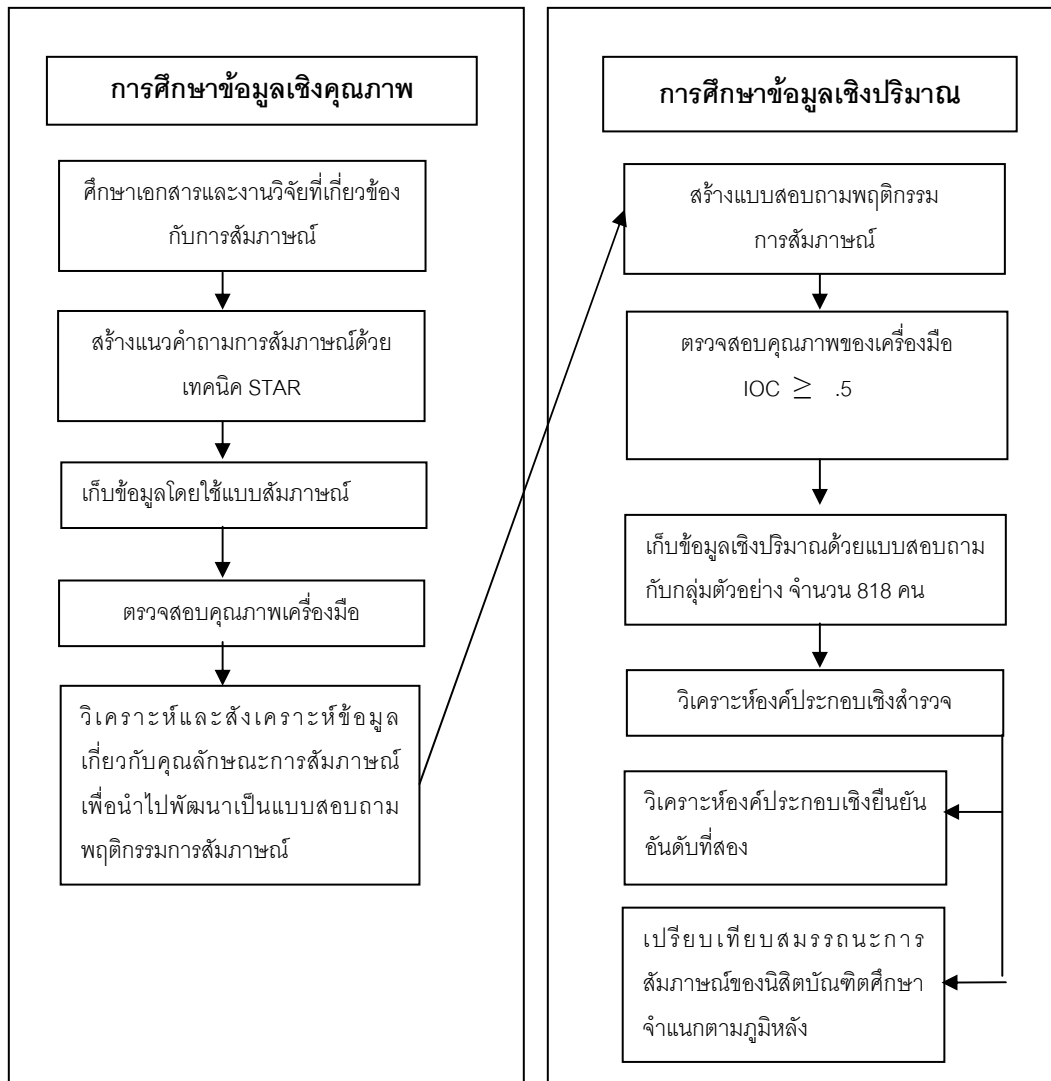 การศึกษาข้อมูลเชิงคุณภาพ
ศึกษาเอกสารและงานวิจัยที่เกี่ยวข้อง
กับการสัมภาษณ์
สร้างแนวคำถามการสัมภาษณ์ด้วย
เทคนิค STAR
เก็บข้อมูลโดยใช้แบบสัมภาษณ์
ตรวจสอบคุณภาพเครื่องมือ
วิเคราะห์และสังเคราะห์ข้อมูล
เกี่ยวกับคุณลักษณะการสัมภาษณ์
เพื่อนำไปพัฒนาเป็นแบบสอบถาม
พฤติกรรมการสัมภาษณ์
การศึกษาข้อมูลเชิงปริมาณ
สร้างแบบสอบถามพฤติกรรม
การสัมภาษณ์
ตรวจสอบคุณภาพของเครื่องมือ
IOC ≥ .5
เก็บข้อมูลเชิงปริมาณด้วยแบบสอบถาม
กับกลุ่มตัวอย่าง จำนวน 818 คน
วิเคราะห์องค์ประกอบเชิงสำรวจ
วิเคราะห์องค์ประกอบเชิงยืนยัน
อันดับที่สอง
เปรียบเทียบสมรรถนะการ
สัมภาษณ์ของนิสิตบัณฑิตศึกษา
จำแนกตามภูมิหลัง